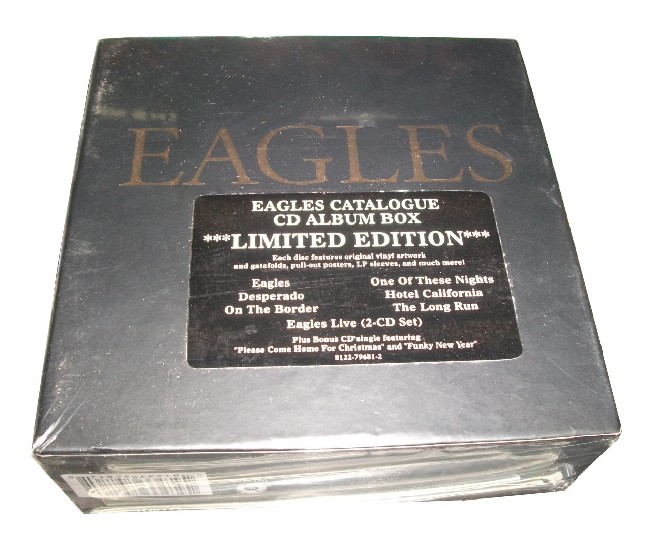 EAGLES
EAGLES CATALOGUE
CD ALBUM BOX
***LIMITED EDITION***
Each disc features original vinyl artwork
and gatefolds, pull-out posters, LP sleeves, and much more!
Eagles One Of These Nights
Desperado Hotel California
On The Border The Long Run
Eagles Live (2-CD Set)
Plus Bonus CD single featuring
"Please Come Home For Christmas" and "Funky New Year"
8122-79681-2